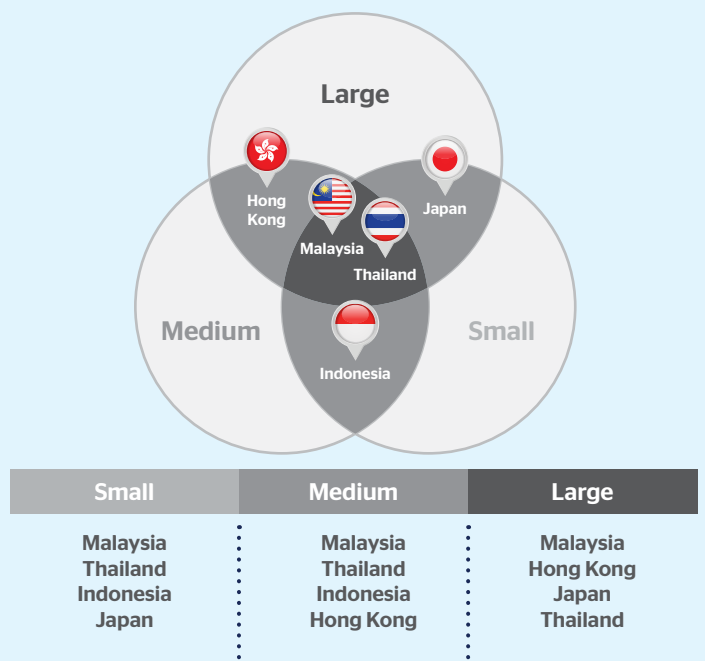 Large
Hong
Kong
Japan
Malaysia
Thailand
Medium
Small
Indonesia
Small
Medium
Large
Malaysia
Thailand
Indonesia
Japan
Malaysia
Thailand
Indonesia
Hong Kong
Malaysia
Hong Kong
Japan
Thailand